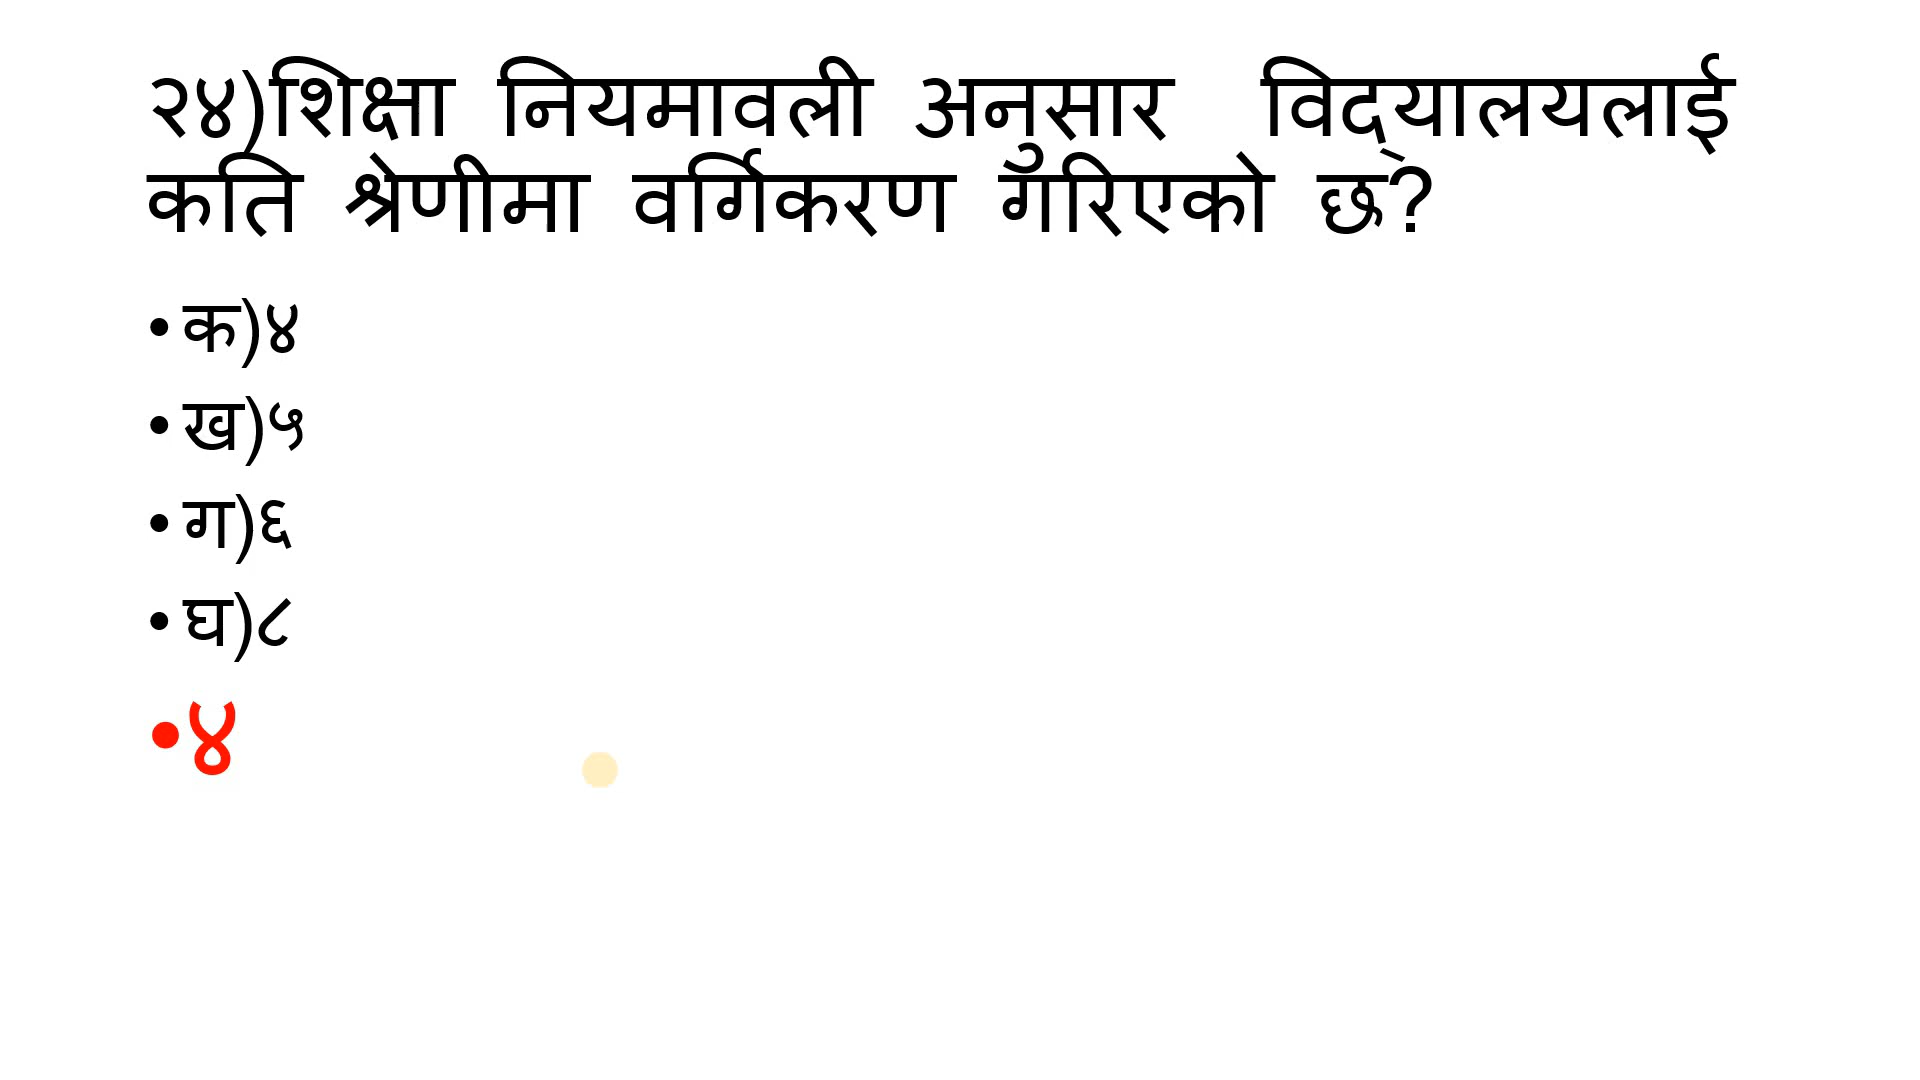 २४)शिक्षा नियमावली अनुसार विद्‌यालयलाई
कति श्रेणीमा वर्गिकरण गरिएको छ?
• क)४
• ख)५
• ग)६
• घ)८
• ४